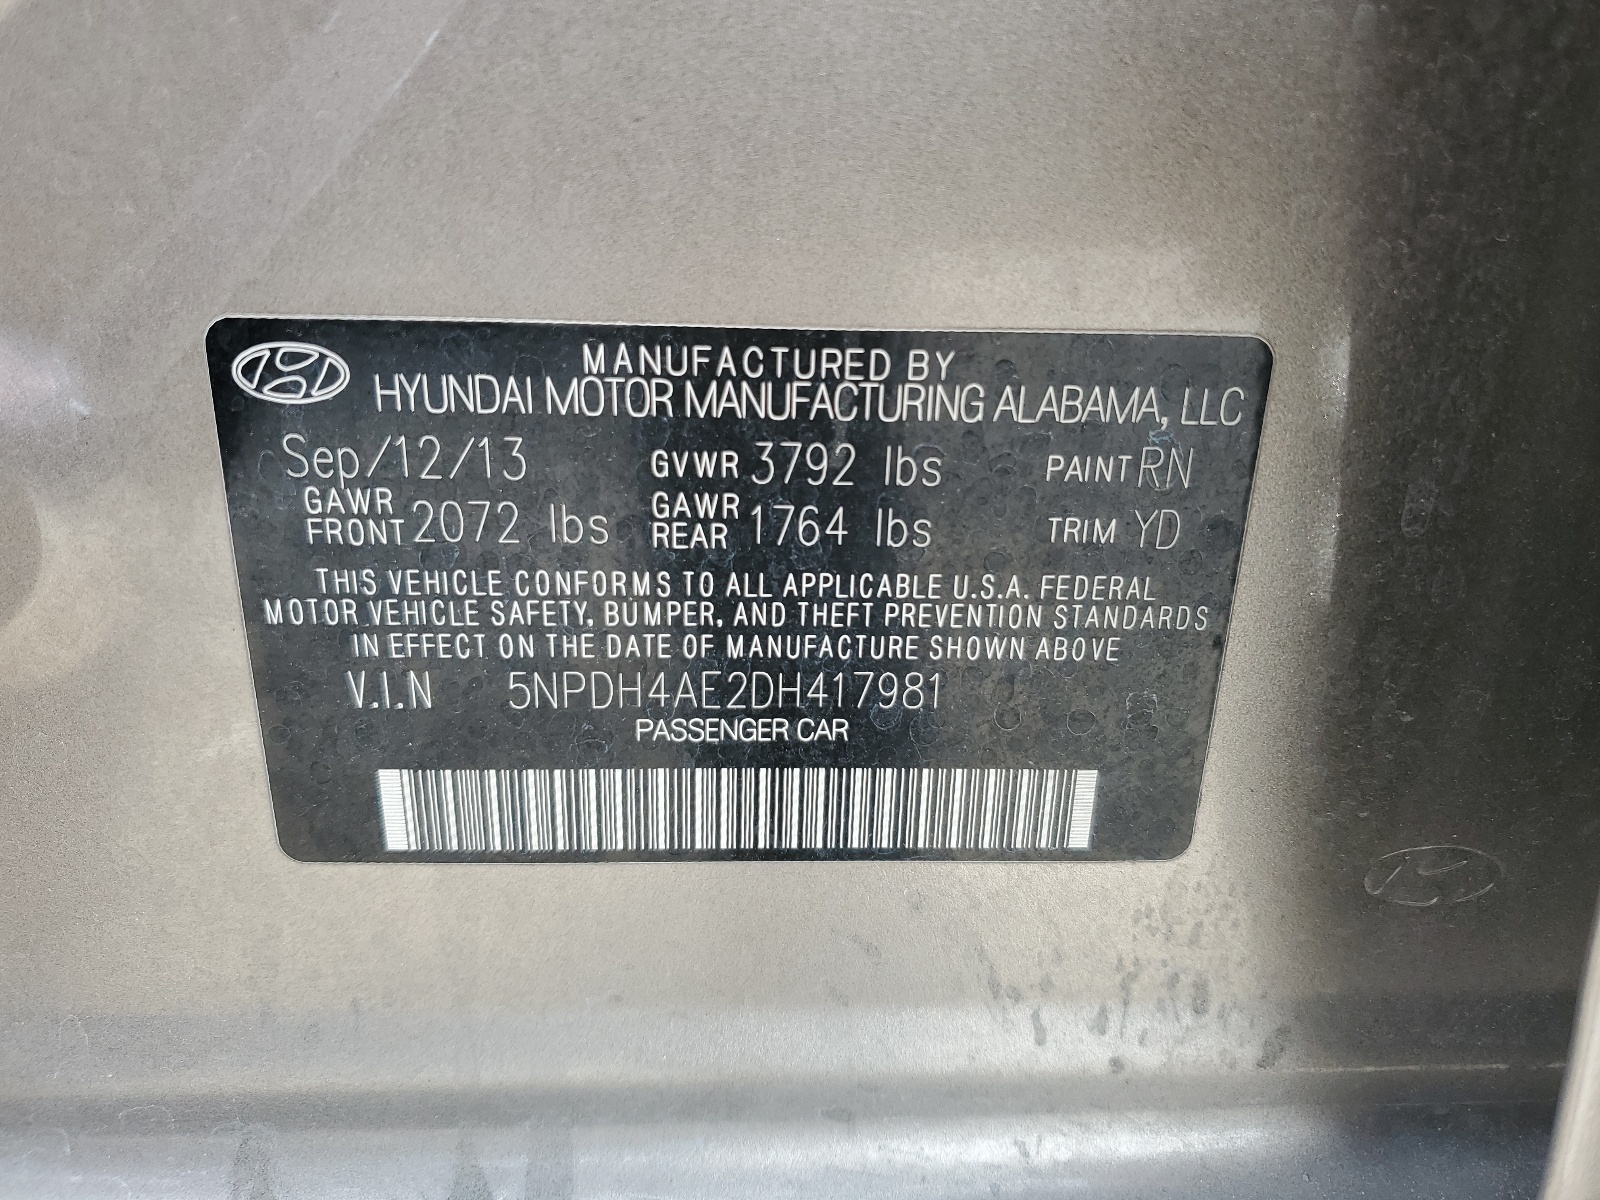 MANUFACTURED BY
HYUNDAI MOTOR MANUFACTURING ALABAMA, LLC
Sep/12/13 GVWR 3792 lbs PAINT RN
GAWR FRONT 2072 lbs GAWR REAR 1764 lbs TRIM YD
THIS VEHICLE CONFORMS TO ALL APPLICABLE U.S.A. FEDERAL
MOTOR VEHICLE SAFETY, BUMPER, AND THEFT PREVENTION STANDARDS
IN EFFECT ON THE DATE OF MANUFACTURE SHOWN ABOVE
V.I.N 5NPDH4AE2DH417981
PASSENGER CAR